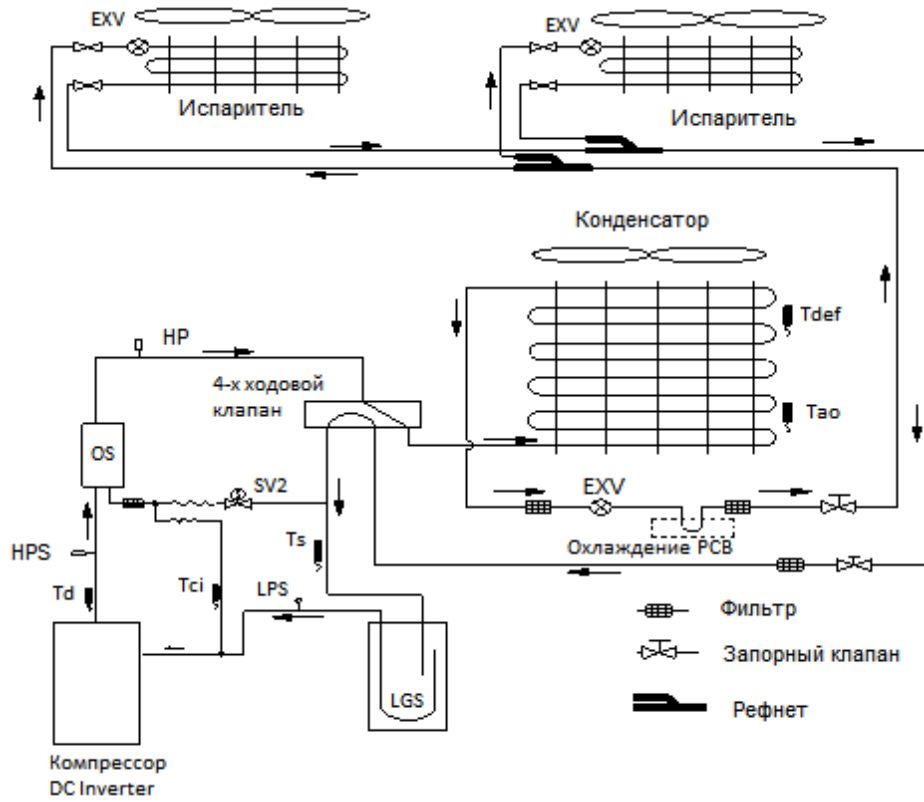 EXV
EXV
Испаритель
Испаритель
Конденсатор
Tdef
HP
4-х ходовой
клапан
Tao
OS
SV2
EXV
Ts
Охлаждение PCB
HPS
Td
Tci
LPS
Фильтр
Запорный клапан
LGS
Рефнет
Компрессор
DC Inverter